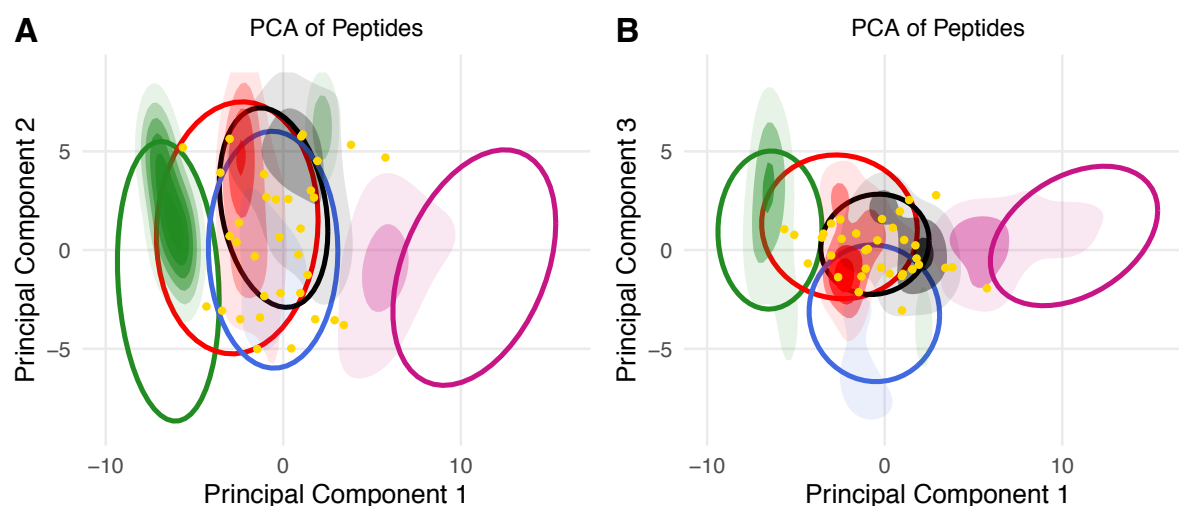 A
PCA of Peptides
Principal Component 2
5
0
−5
−10
0
10
Principal Component 1
B
PCA of Peptides
Principal Component 3
5
0
−5
−10
0
10
Principal Component 1